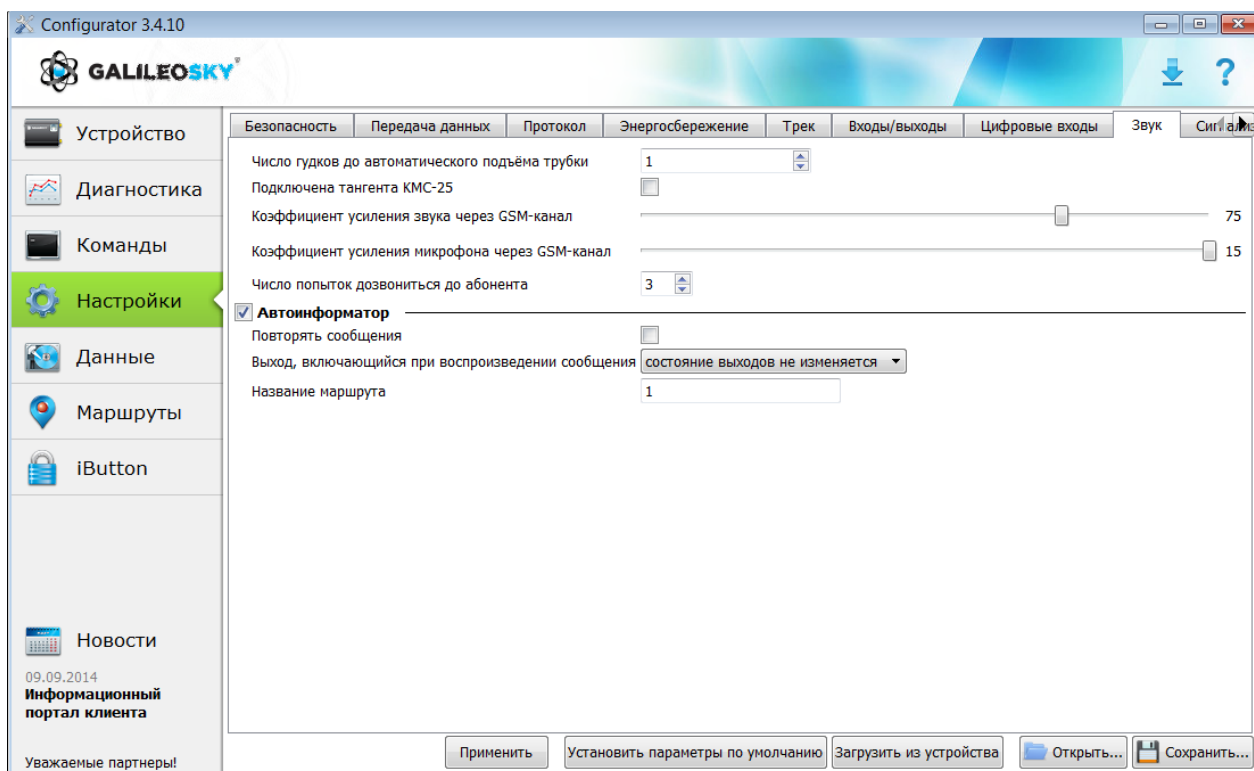 Configurator 3.4.10
GALILEOSKY
Устройство
Диагностика
Команды
Настройки
Данные
Маршруты
iButton
Новости
09.09.2014
Информационный
портал клиента
Уважаемые партнеры!
Безопасность Передача данных Протокол Энергосбережение Трек Входы/выходы Цифровые входы Звук
Число гудков до автоматического подъёма трубки 1
Подключена тангента КМС-25
Коэффициент усиления звука через GSM-канал 75
Коэффициент усиления микрофона через GSM-канал 15
Число попыток дозвониться до абонента 3
Автоинформатор
Повторять сообщения
Выход, включающийся при воспроизведении сообщения состояние выходов не изменяется
Название маршрута 1
Применить Установить параметры по умолчанию Загрузить из устройства Открыть... Сохранить...